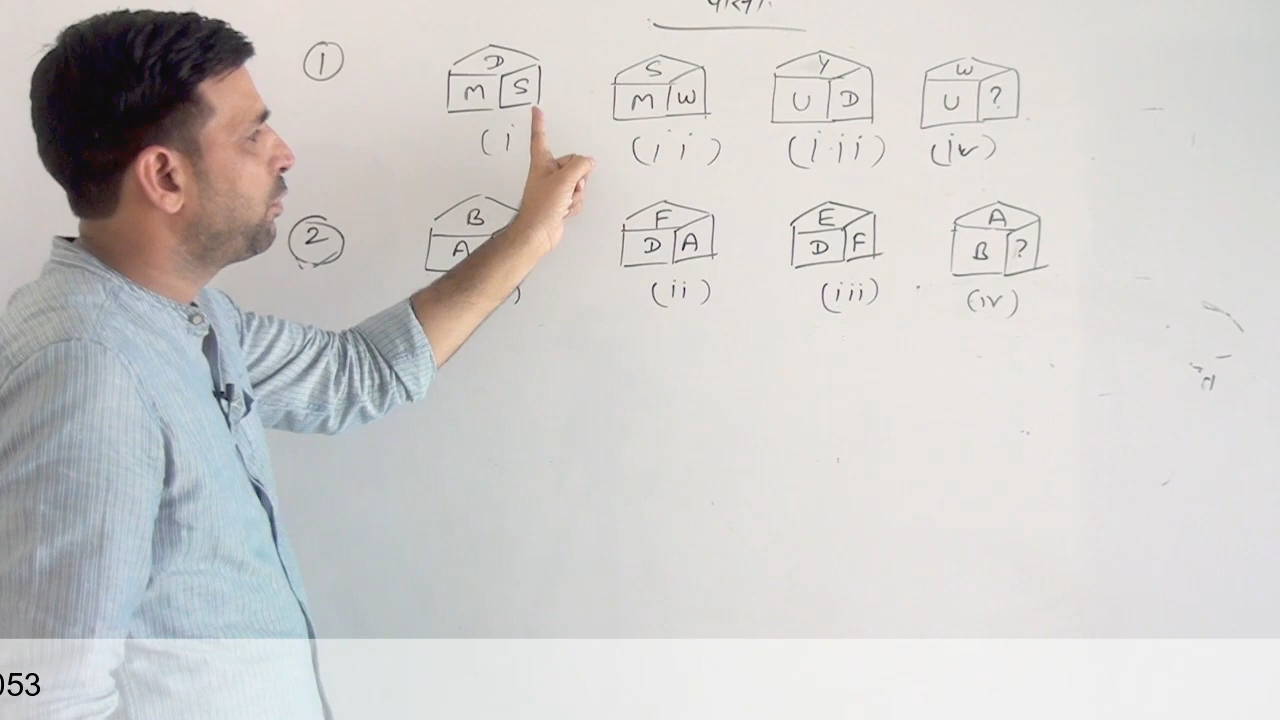 1
D
M S
(i
S
M W
(ii)
Y
U D
(iii)
W
U ?
(iv)
2
B
A
)
F
D A
(ii)
E
D F
(iii)
A
B ?
(iv)
053